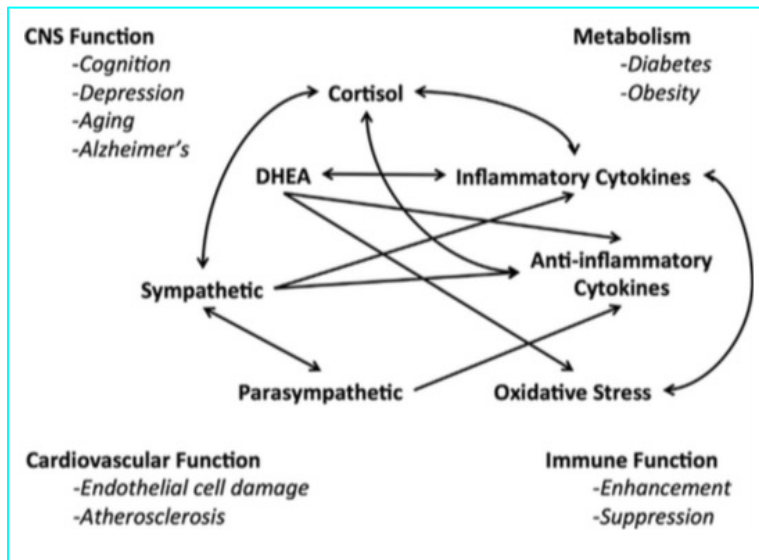 CNS Function
-Cognition
-Depression
-Aging
-Alzheimer's
Metabolism
-Diabetes
-Obesity
Cortisol
DHEA
Inflammatory Cytokines
Anti-inflammatory
Cytokines
Sympathetic
Parasympathetic
Oxidative Stress
Cardiovascular Function
-Endothelial cell damage
-Atherosclerosis
Immune Function
-Enhancement
-Suppression